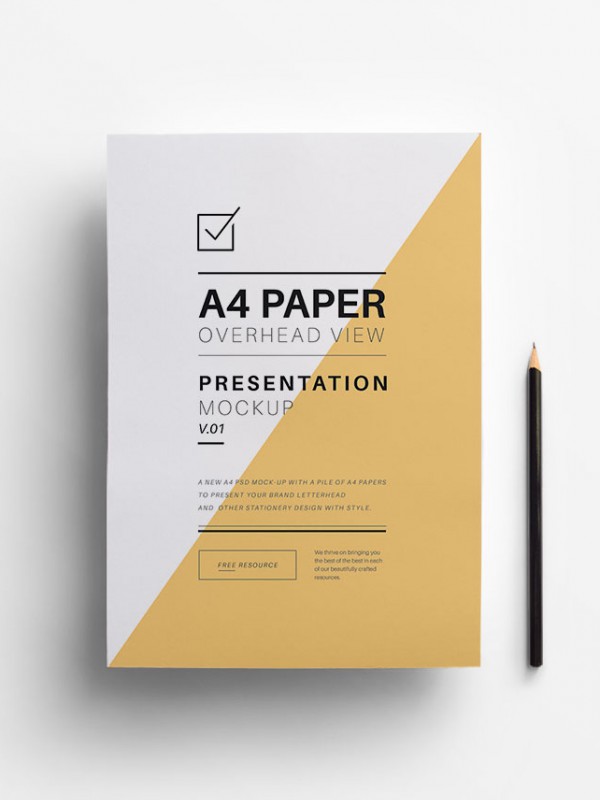 A4 PAPER
OVERHEAD VIEW
PRESENTATION
MOCKUP
V.01
A NEW A4 PSD MOCK-UP WITH A PILE OF A4 PAPERS
TO PRESENT YOUR BRAND LETTERHEAD
AND OTHER STATIONERY DESIGN WITH STYLE.
FREE RESOURCE
We thrive on bringing you
the best of the best in each
of our beautifully crafted
resources.